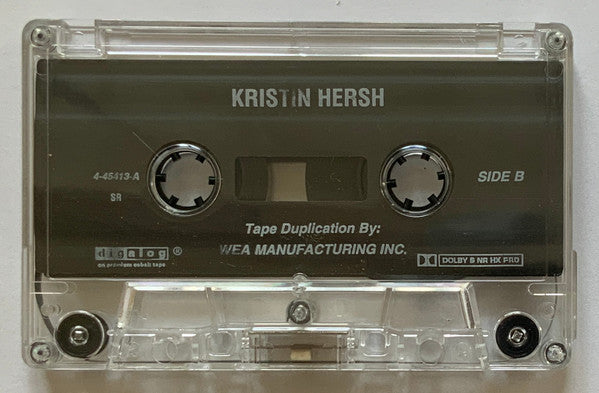 KRISTIN HERSH
4-45413-A
SR
SIDE B
Tape Duplication By:
WEA MANUFACTURING INC.
digalog®
on premium cobalt tape
DOLBY B NR HX PRO